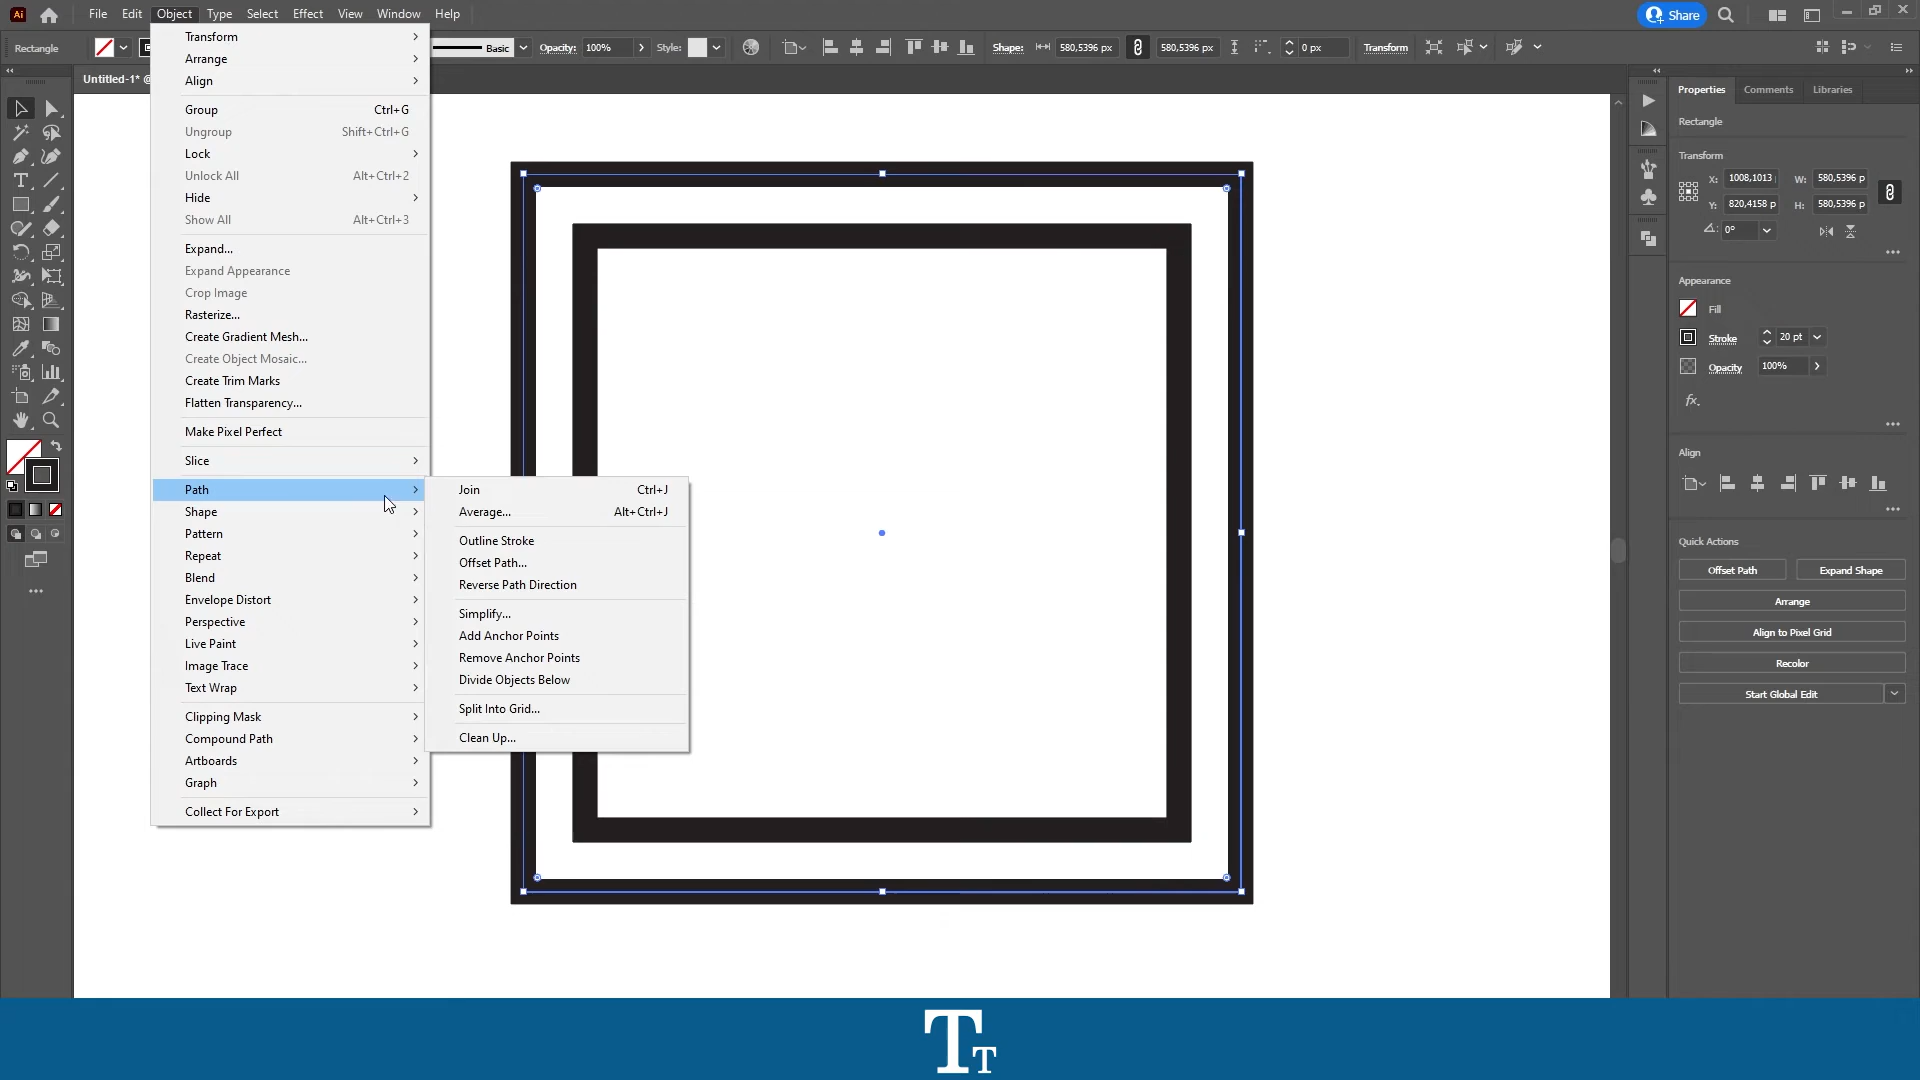 Ai File Edit Object Type Select Effect View Window Help Share
Rectangle Basic Opacity: 100% Style: Shape: 580,5396 px 580,5396 px 0 px Transform
Untitled-1* @
Transform
Arrange
Align
Group Ctrl+G
Ungroup Shift+Ctrl+G
Lock
Unlock All Alt+Ctrl+2
Hide
Show All Alt+Ctrl+3
Expand...
Expand Appearance
Crop Image
Rasterize...
Create Gradient Mesh...
Create Object Mosaic...
Create Trim Marks
Flatten Transparency...
Make Pixel Perfect
Slice
Path
Shape
Pattern
Repeat
Blend
Envelope Distort
Perspective
Live Paint
Image Trace
Text Wrap
Clipping Mask
Compound Path
Artboards
Graph
Collect For Export
Join Ctrl+J
Average... Alt+Ctrl+J
Outline Stroke
Offset Path...
Reverse Path Direction
Simplify...
Add Anchor Points
Remove Anchor Points
Divide Objects Below
Split Into Grid...
Clean Up...
Properties Comments Libraries
Rectangle
Transform
X: 1008,1013 W: 580,5396 p
Y: 820,4158 p H: 580,5396 p
0°
Appearance
Fill
Stroke 20 pt
Opacity 100%
fx.
Align
Quick Actions
Offset Path Expand Shape
Arrange
Align to Pixel Grid
Recolor
Start Global Edit
TT